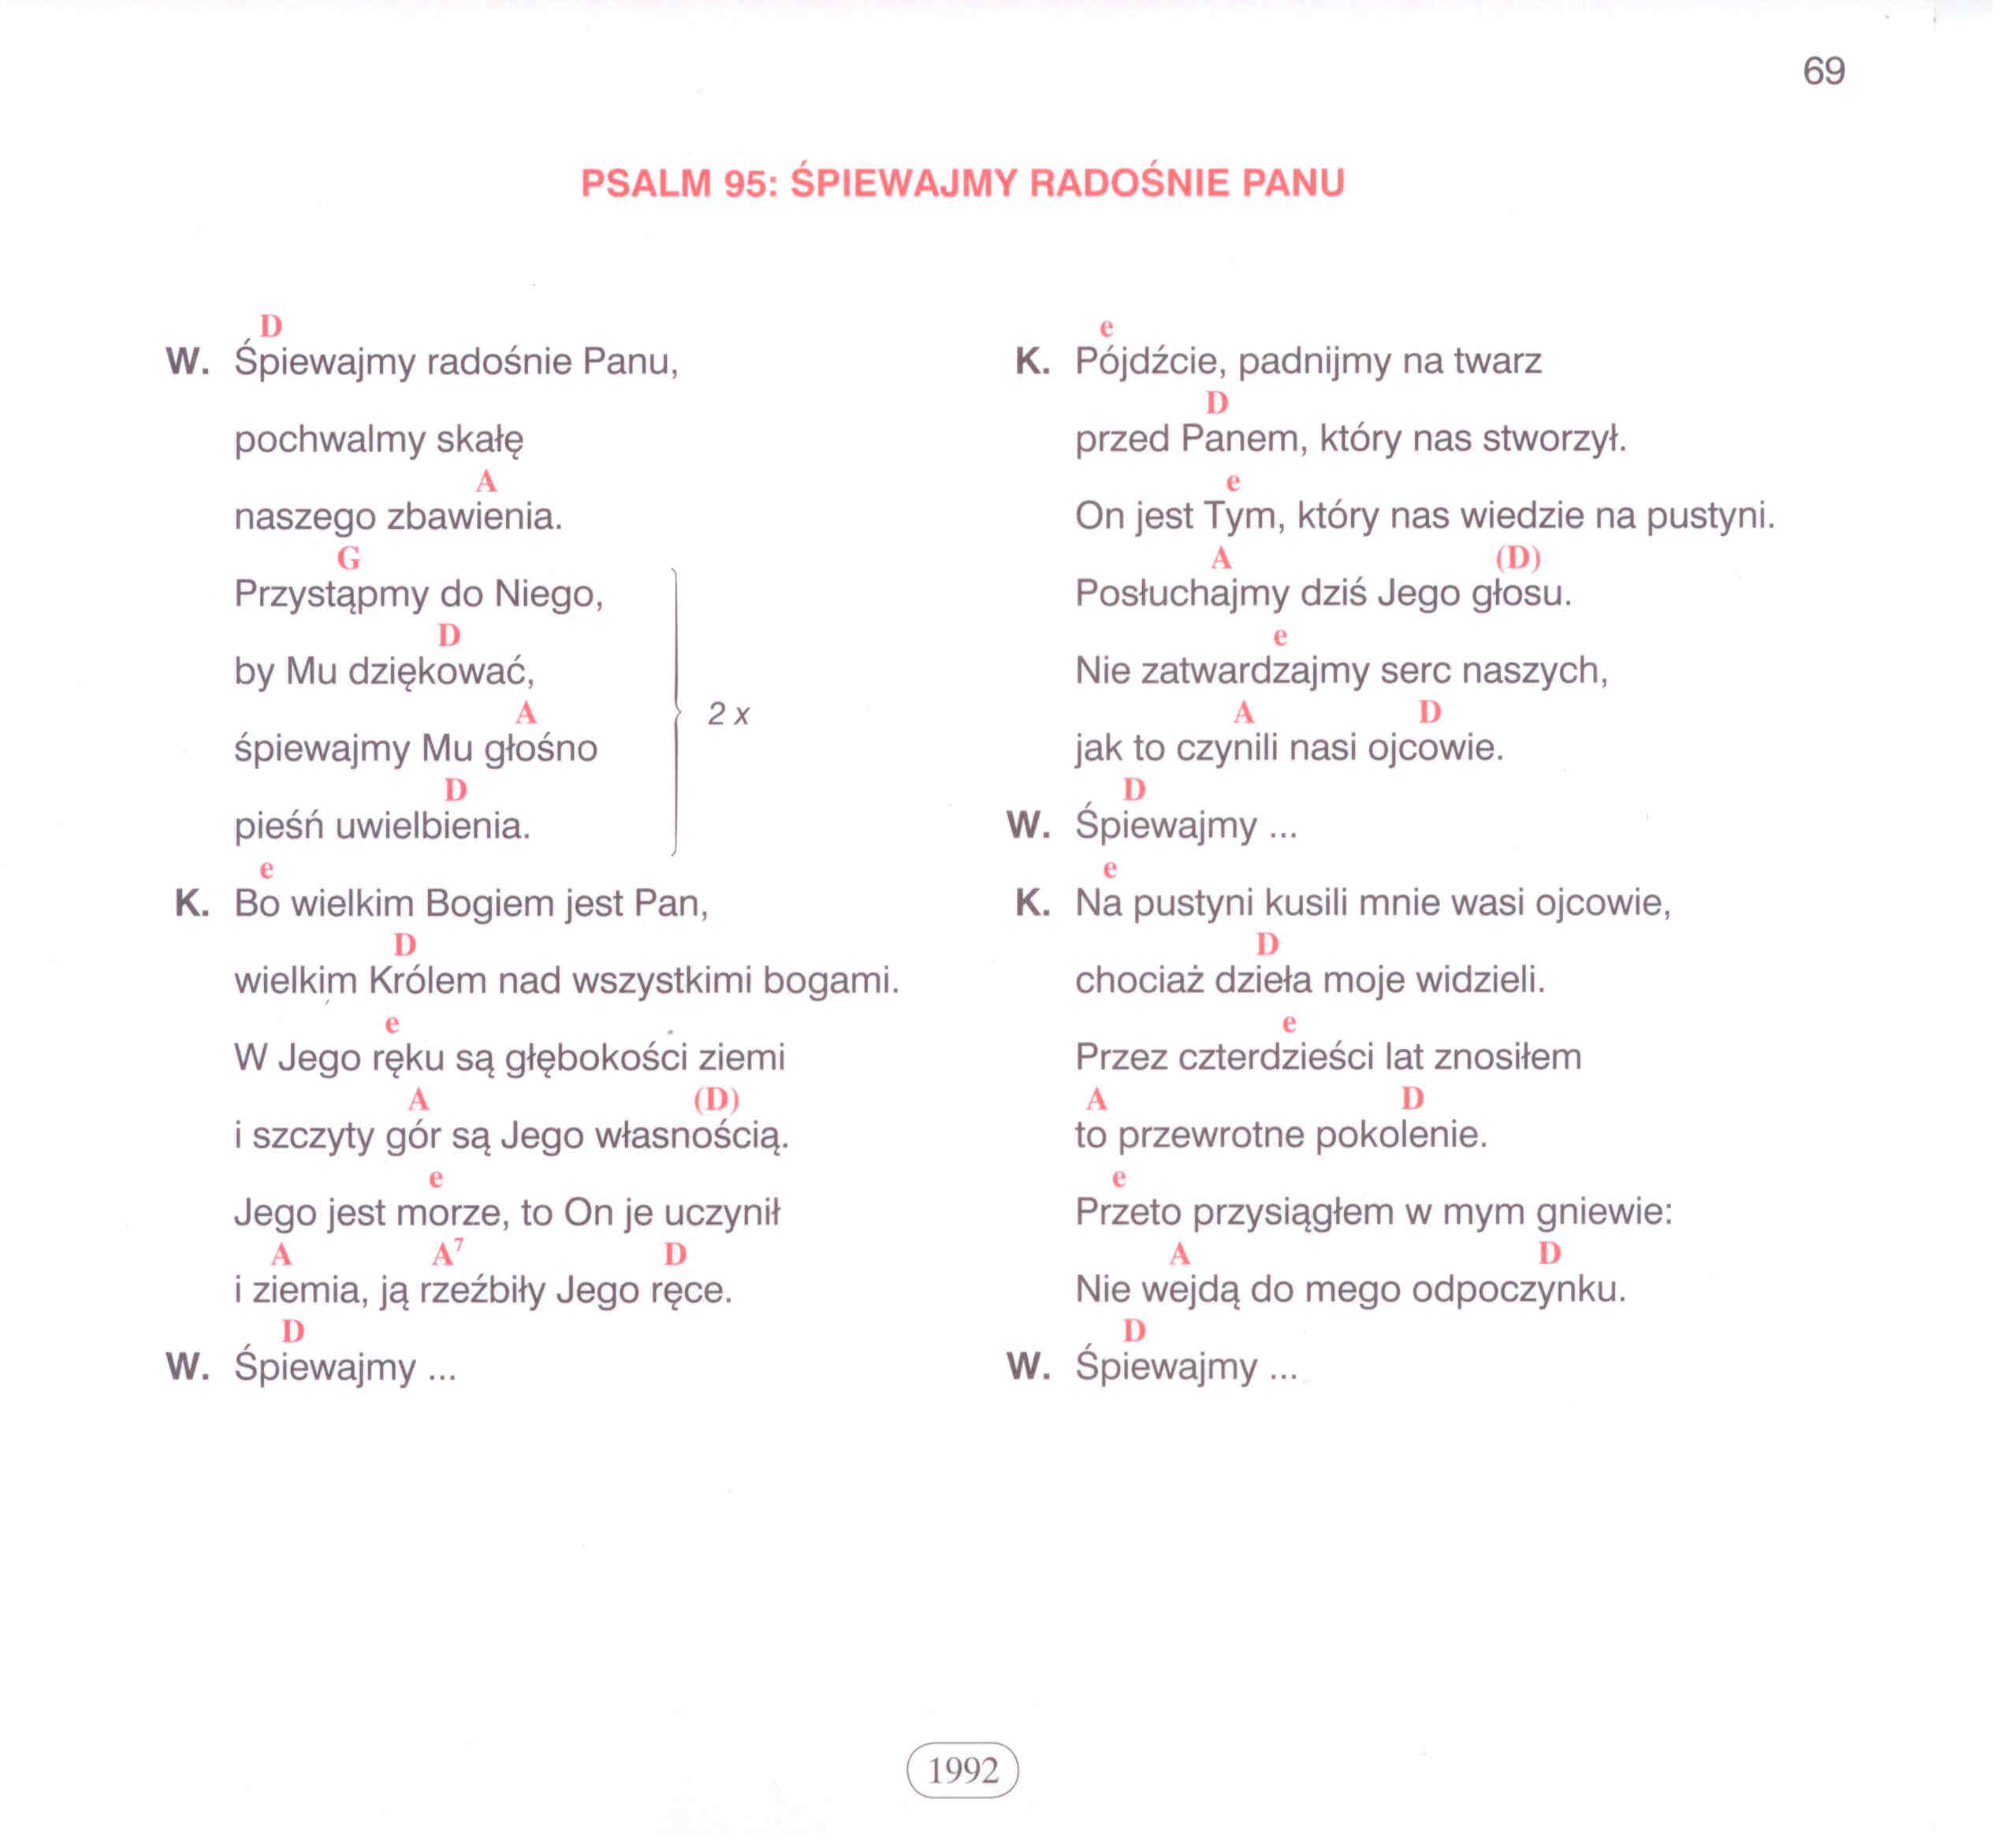 69
PSALM 95: ŚPIEWAJMY RADOŚNIE PANU
D
W. Śpiewajmy radośnie Panu,
pochwalmy skałę
A
naszego zbawienia.
G
Przystąpmy do Niego,
D
by Mu dziękować,
A
2 x
śpiewajmy Mu głośno
D
pieśń uwielbienia.
e
K. Bo wielkim Bogiem jest Pan,
D
wielkim Królem nad wszystkimi bogami.
e
W Jego ręku są głębokości ziemi
A (D)
i szczyty gór są Jego własnością.
e
Jego jest morze, to On je uczynił
A A7 D
i ziemia, ją rzeźbiły Jego ręce.
D
W. Śpiewajmy ...
e
K. Pójdźcie, padnijmy na twarz
D
przed Panem, który nas stworzył.
e
On jest Tym, który nas wiedzie na pustyni.
A (D)
Posłuchajmy dziś Jego głosu.
e
Nie zatwardzajmy serc naszych,
A D
jak to czynili nasi ojcowie.
D
W. Śpiewajmy ...
e
K. Na pustyni kusili mnie wasi ojcowie,
D
chociaż dzieła moje widzieli.
e
Przez czterdzieści lat znosiłem
A D
to przewrotne pokolenie.
e
Przeto przysiągłem w mym gniewie:
A D
Nie wejdą do mego odpoczynku.
D
W. Śpiewajmy ...
1992